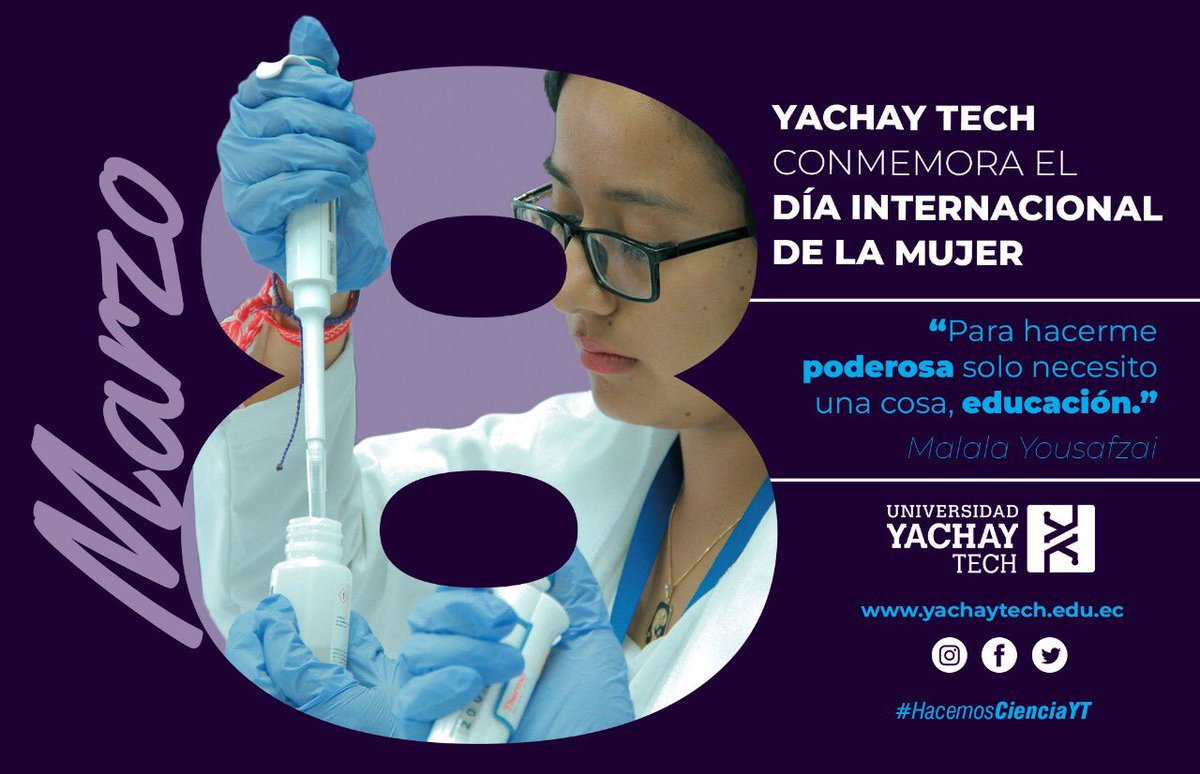 Marzo
8
YACHAY TECH
CONMEMORA EL
DÍA INTERNACIONAL
DE LA MUJER
“Para hacerme
poderosa solo necesito
una cosa, educación.”
Malala Yousafzai
UNIVERSIDAD
YACHAY
TECH
www.yachaytech.edu.ec
#HacemosCienciaYT